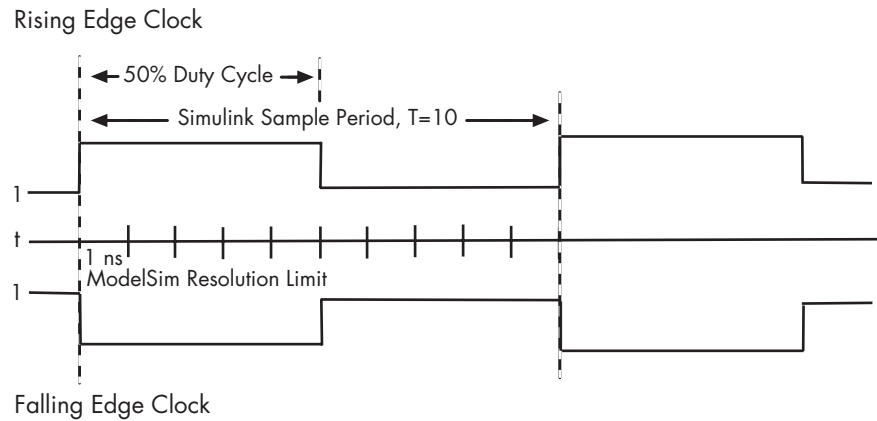 Rising Edge Clock
50% Duty Cycle
Simulink Sample Period, T=10
1
t
1 ns
ModelSim Resolution Limit
1
Falling Edge Clock